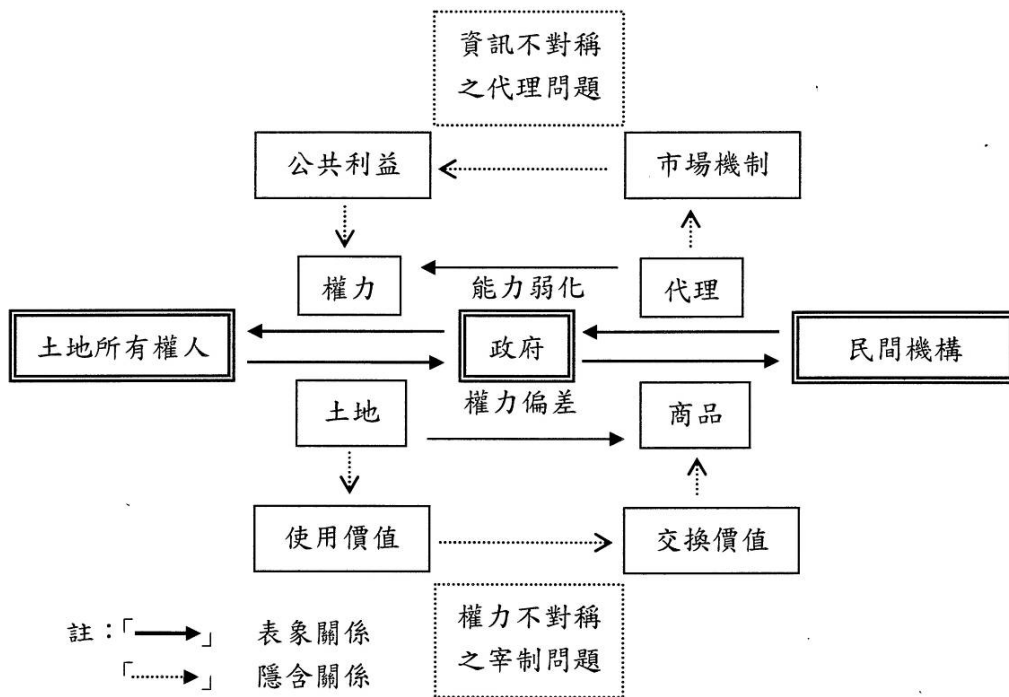 資訊不對稱
之代理問題
公共利益
市場機制
權力
能力弱化
代理
土地所有權人
政府
民間機構
土地
權力偏差
商品
使用價值
交換價值
權力不對稱
之宰制問題
註：「」 表象關係
「」 隱含關係